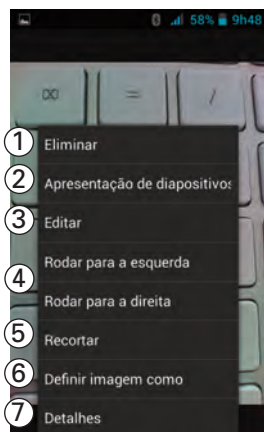 58% 9h48
∞ = /
1 Eliminar
2 Apresentação de diapositivos
3 Editar
Rodar para a esquerda
4
Rodar para a direita
5 Recortar
6 Definir imagem como
7 Detalhes